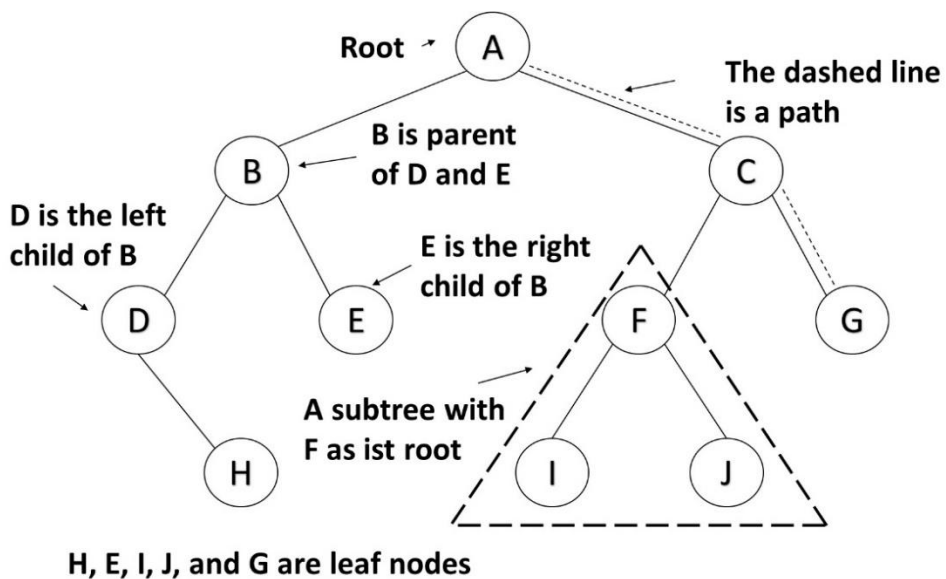 Root
A
The dashed line
is a path
B is parent
of D and E
B
C
D is the left
child of B
E is the right
child of B
D
E
F
G
A subtree with
F as ist root
H
I
J
H, E, I, J, and G are leaf nodes